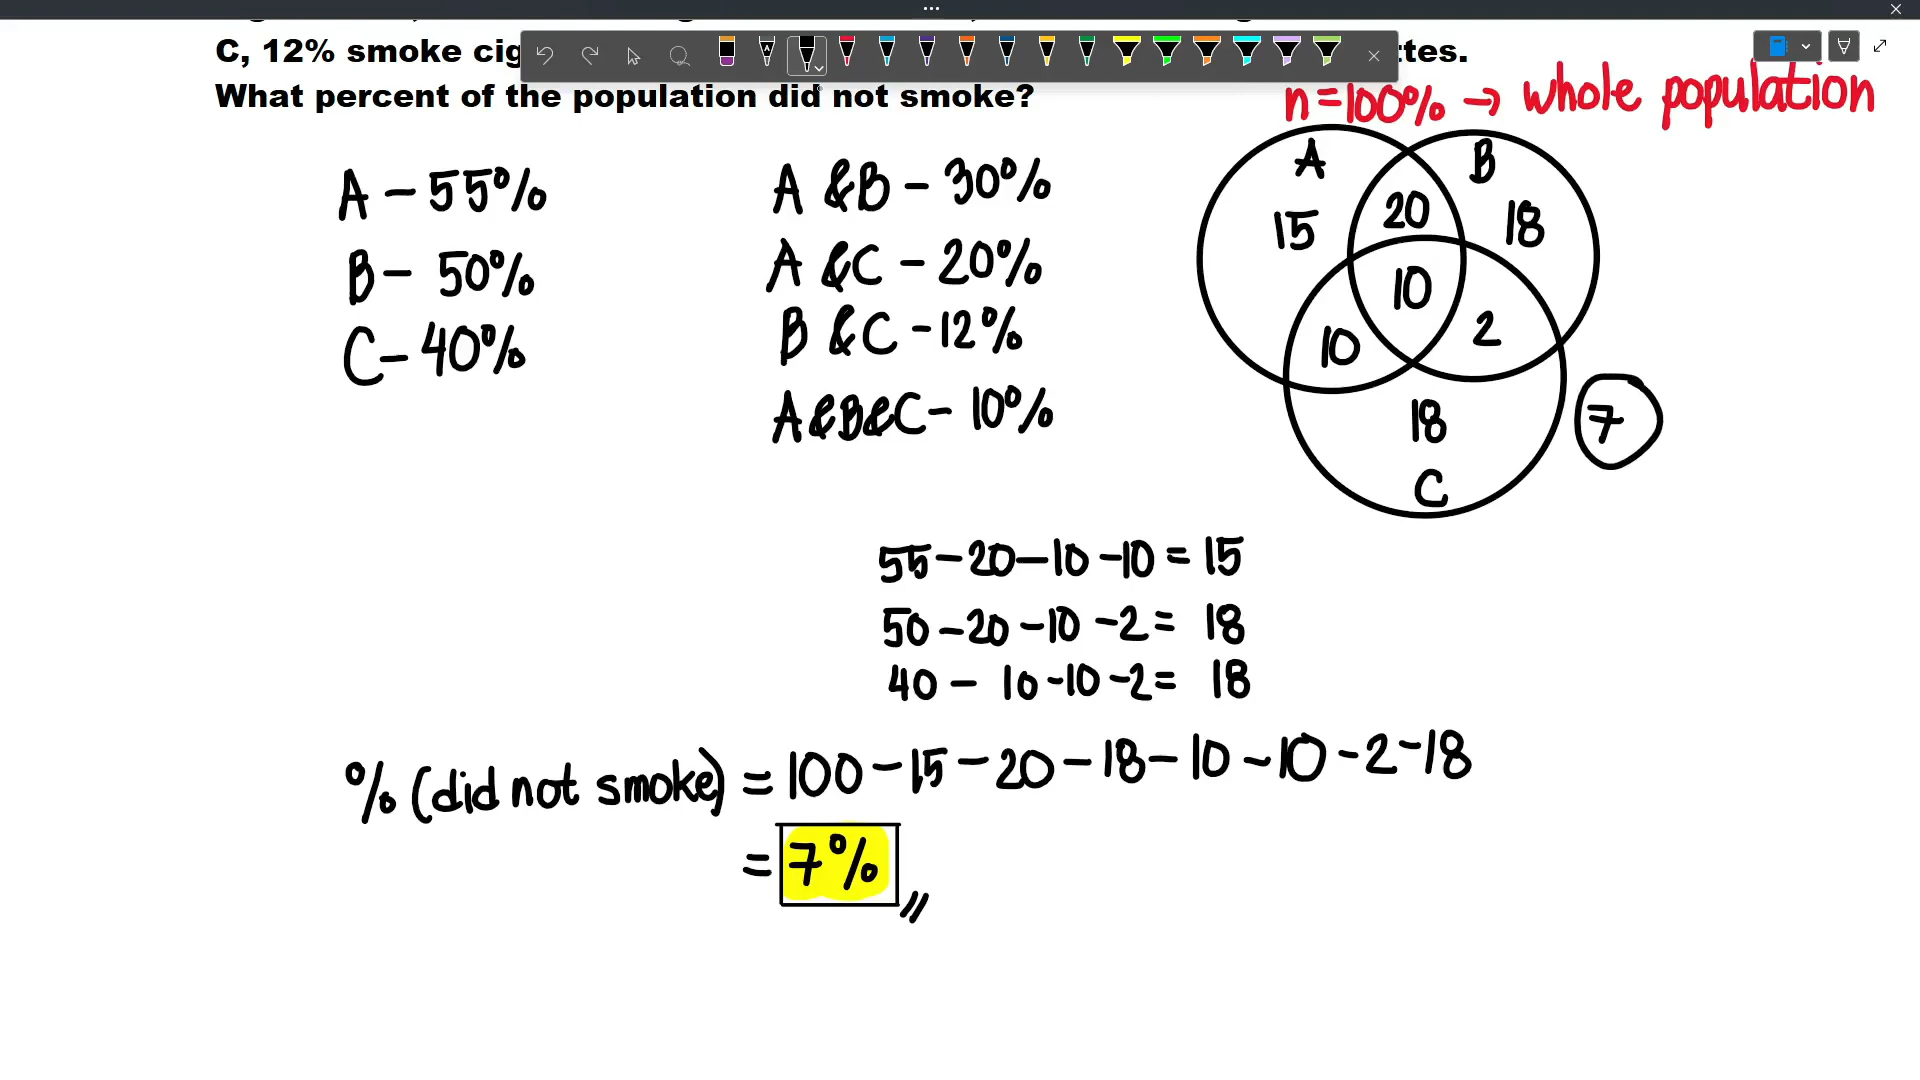 C, 12% smoke cig
ttes.
What percent of the population did not smoke?
n=100% → whole population
A – 55%
B – 50%
C – 40%
A &B – 30%
A &C – 20%
B &C – 12%
A&B&C – 10%
A
B
15
20
18
10
10
2
18
7
C
55 – 20 – 10 – 10 = 15
50 – 20 – 10 – 2 = 18
40 – 10 – 10 – 2 = 18
% (did not smoke) = 100 – 15 – 20 – 18 – 10 – 10 – 2 – 18
= 7%